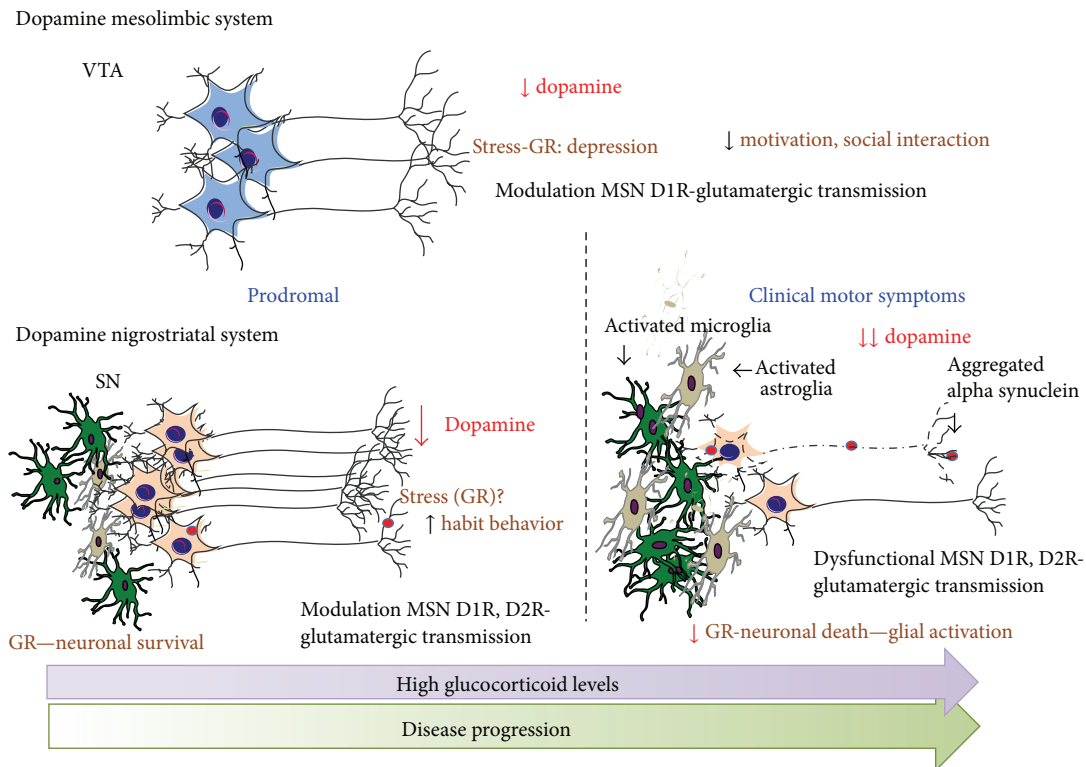 Dopamine mesolimbic system
VTA
↓ dopamine
Stress-GR: depression
↓ motivation, social interaction
Modulation MSN D1R-glutamergic transmission
Prodromal
Clinical motor symptoms
Dopamine nigrostriatal system
SN
↓ Dopamine
Stress (GR)?
↑ habit behavior
Modulation MSN D1R, D2R-
glutamatergic transmission
GR—neuronal survival
Activated microglia
↓
← Activated
astroglia
↓↓ dopamine
Aggregated
alpha synuclein
↓
Dysfunctional MSN D1R, D2R-
glutamatergic transmission
↓ GR-neuronal death—glial activation
High glucocorticoid levels
Disease progression